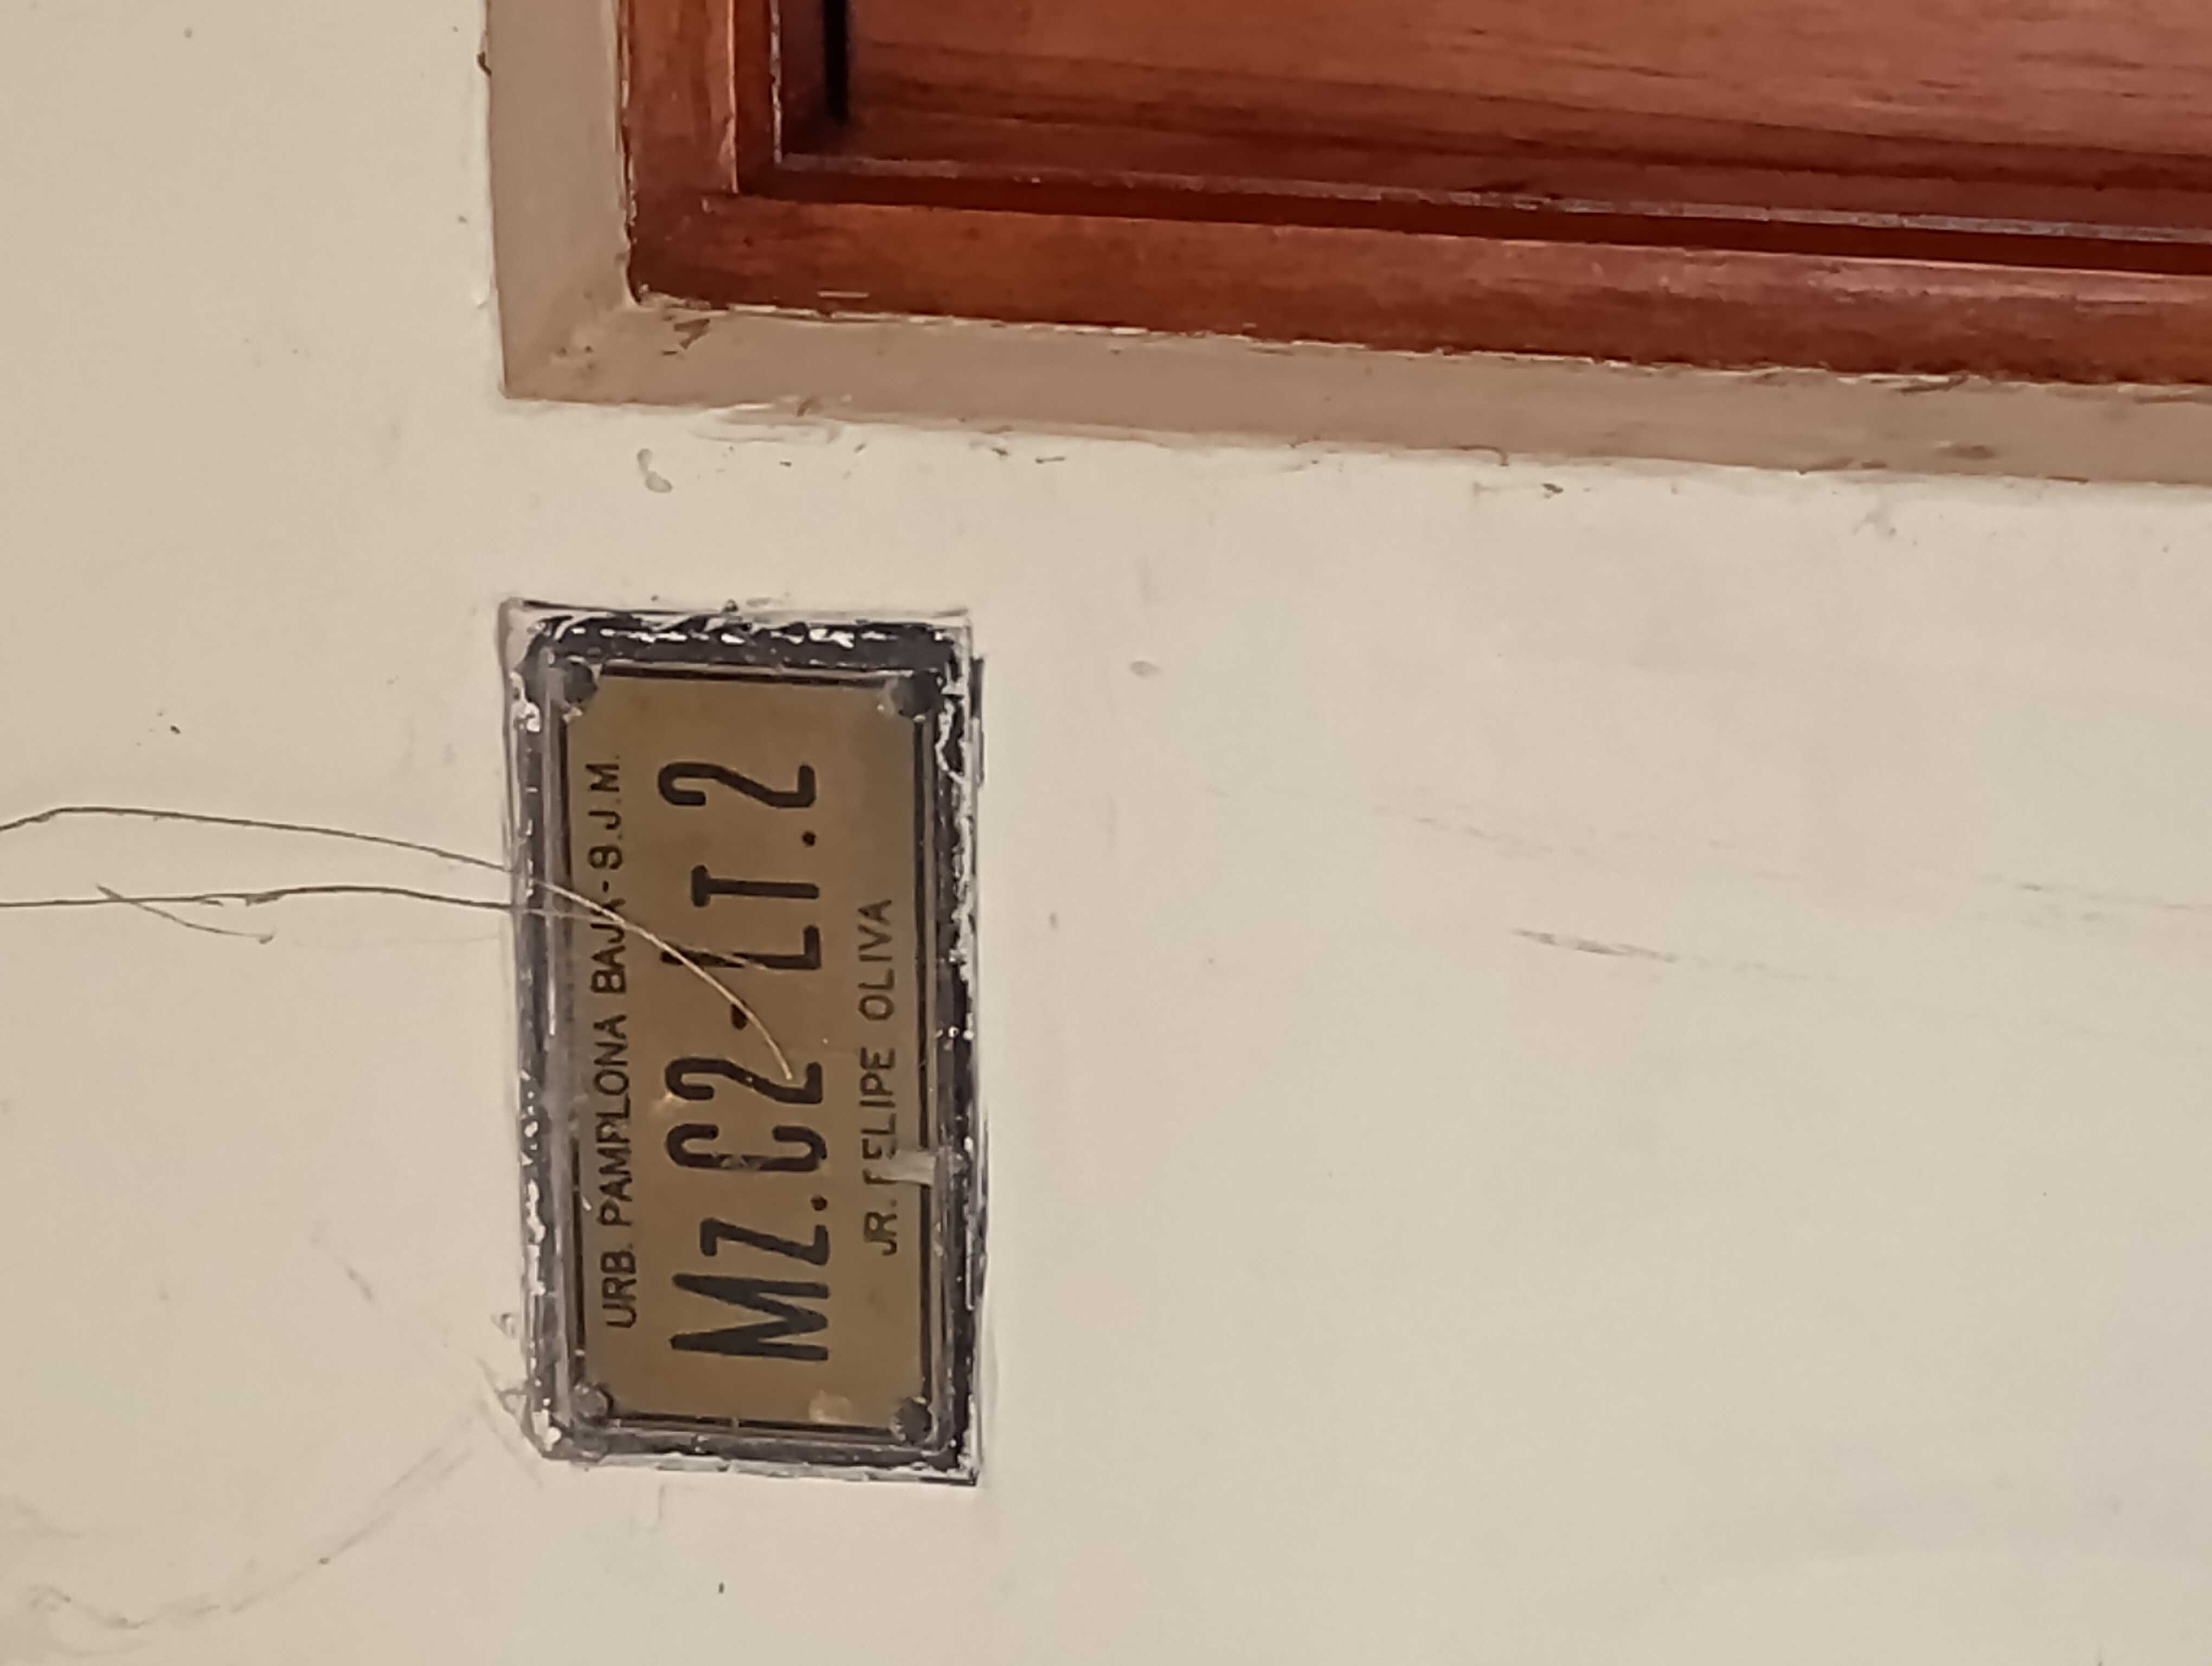 URB. PAMPLONA BAJA-S.J.M.
MZ.C2-LT.2
JR. FELIPE OLIVA